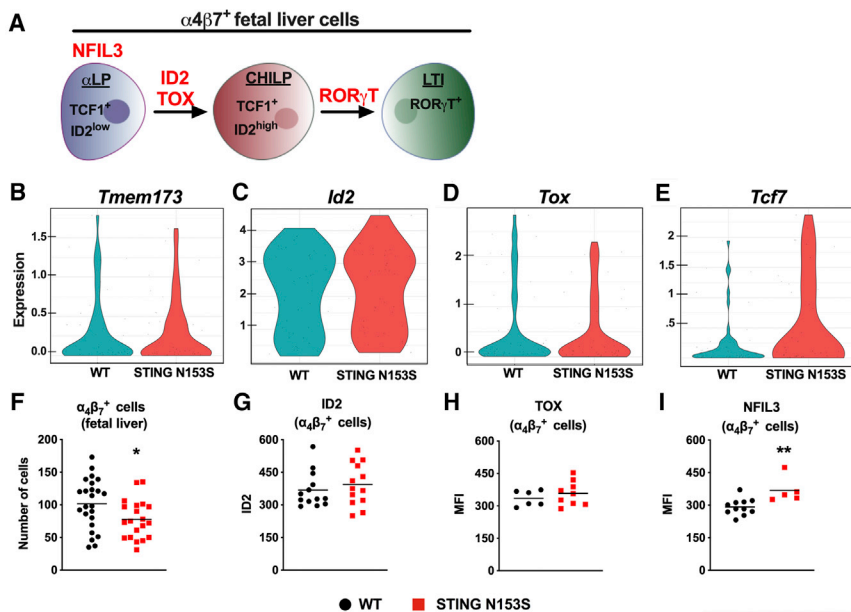 A
α4β7+ fetal liver cells
NFIL3
αLP
TCF1+
ID2low
ID2
TOX
CHILP
TCF1+
ID2high
RORγT
LTI
RORγT+
B
Tmem173
Expression
1.5
1.0
0.5
0.0
WT
STING N153S
C
Id2
4
3
2
1
WT
STING N153S
D
Tox
2
1
0
WT
STING N153S
E
Tcf7
2
1
.5
WT
STING N153S
F
α4β7+ cells
(fetal liver)
Number of cells
200
150
100
50
0
*
G
ID2
(α4β7+ cells)
ID2
600
450
300
150
0
H
TOX
(α4β7+ cells)
MFI
600
450
300
150
0
I
NFIL3
(α4β7+ cells)
MFI
600
450
300
150
0
**
WT
STING N153S